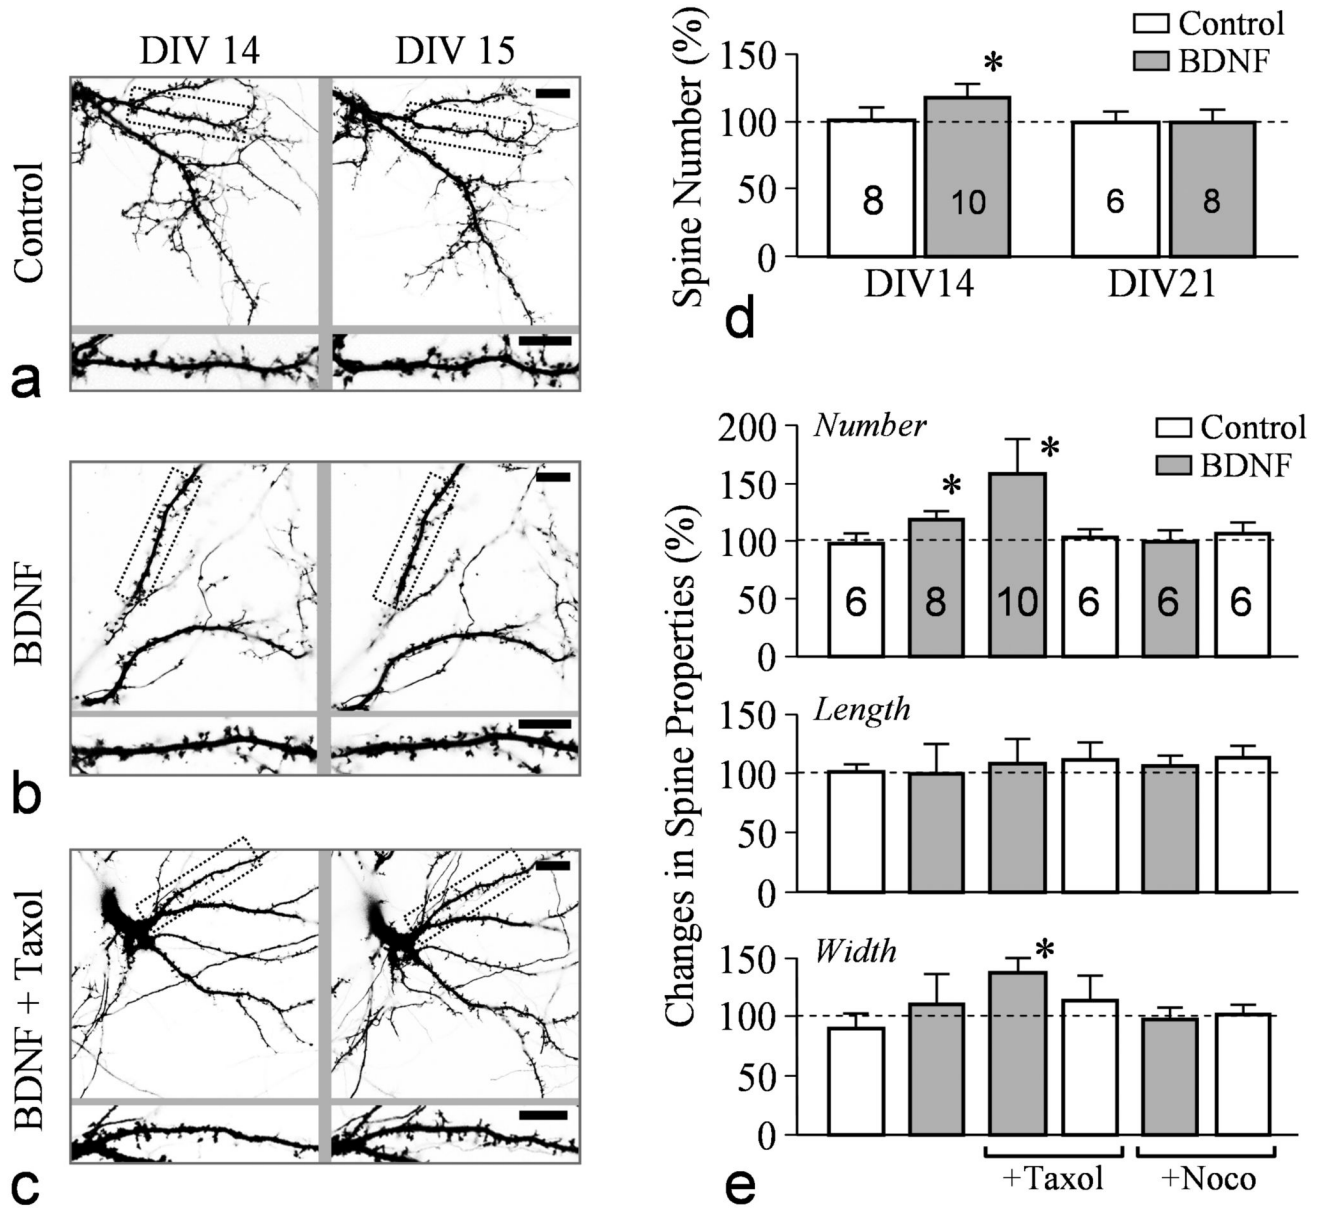 DIV 14 DIV 15
Control
a
BDNF
b
BDNF + Taxol
c
Control
BDNF
Spine Number (%)
150
100
50
0
*
8 10 6 8
DIV14 DIV21
d
Changes in Spine Properties (%)
Number
Control
BDNF
200
150
100
50
0
* *
6 8 10 6 6 6
Length
150
100
50
0
Width
150
100
50
0
*
+Taxol +Noco
e